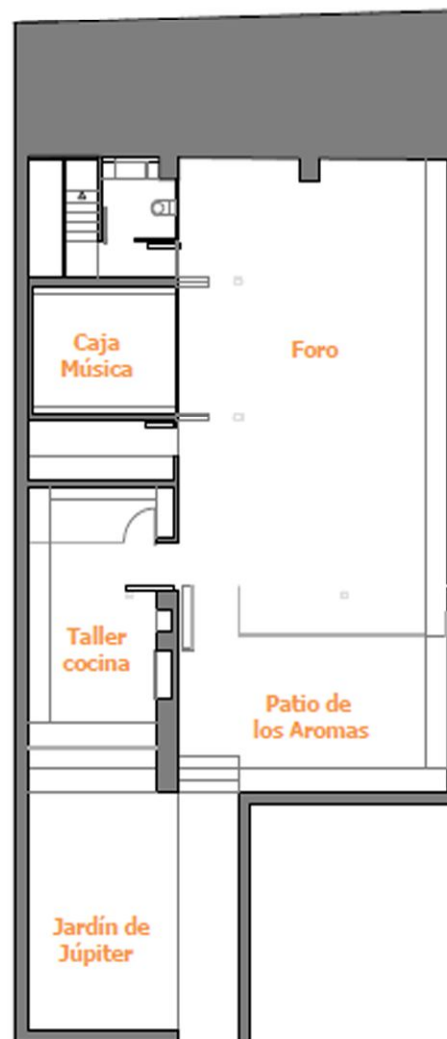 Caja
Música
Foro
Taller
cocina
Patio de
los Aromas
Jardín de
Júpiter